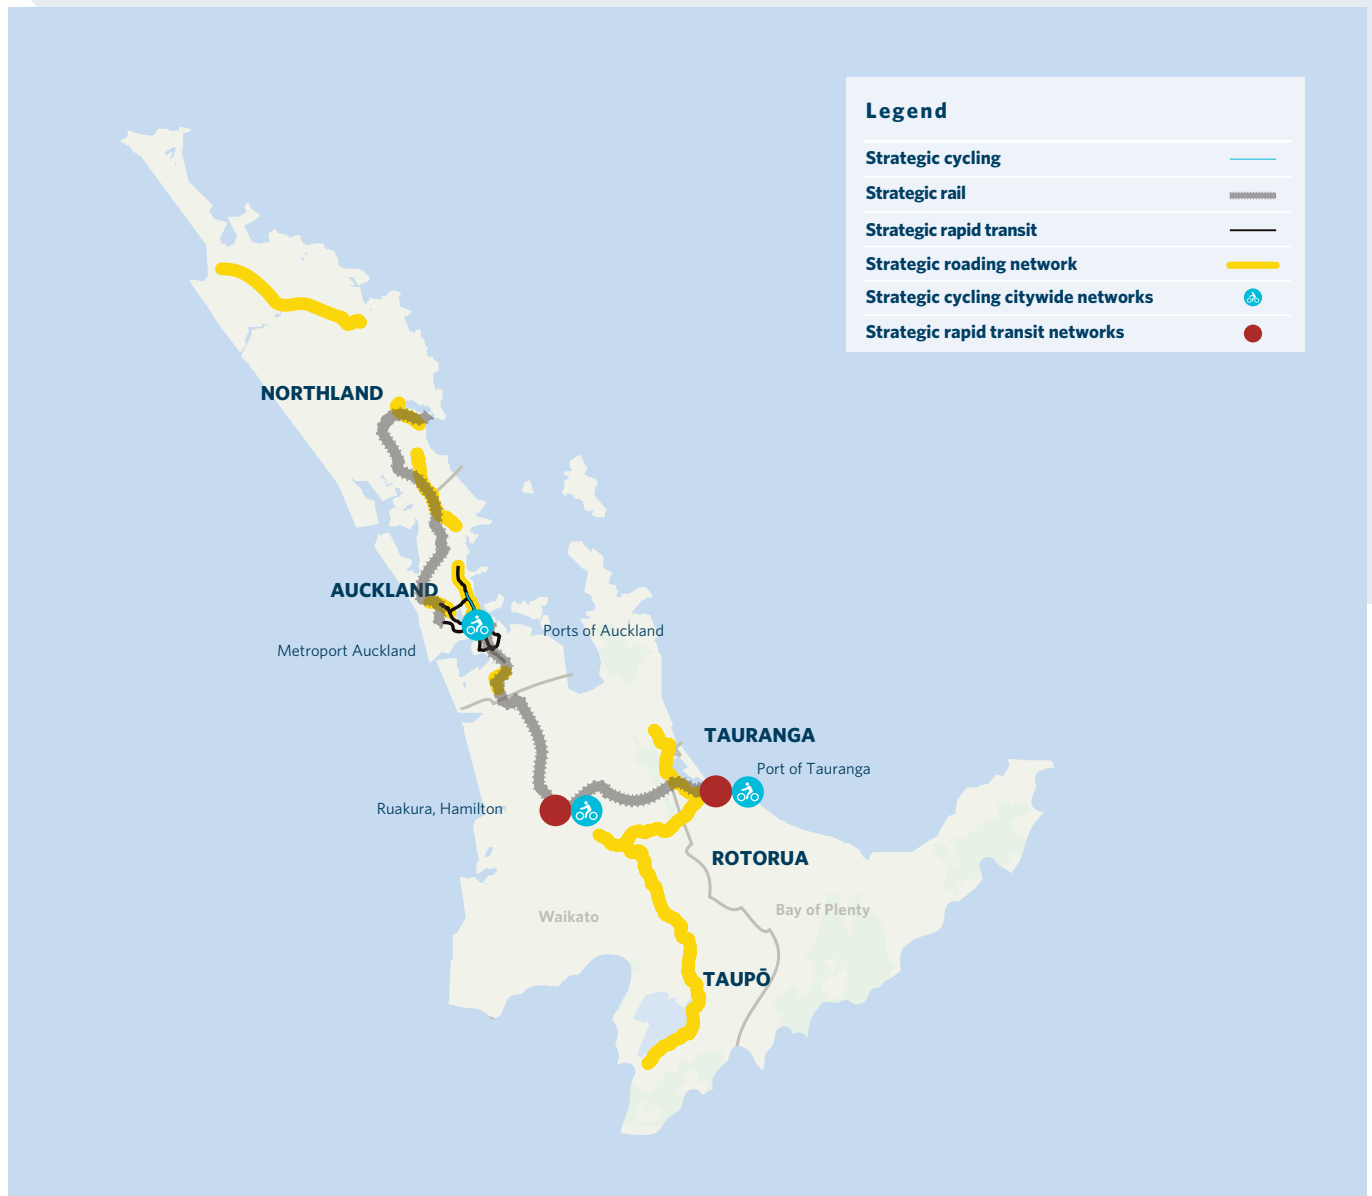 Legend
Strategic cycling
Strategic rail
Strategic rapid transit
Strategic roading network
Strategic cycling citywide networks
Strategic rapid transit networks
NORTHLAND
AUCKLAND
Ports of Auckland
Metroport Auckland
TAURANGA
Port of Tauranga
Ruakura, Hamilton
ROTORUA
Bay of Plenty
Waikato
TAUPŌ